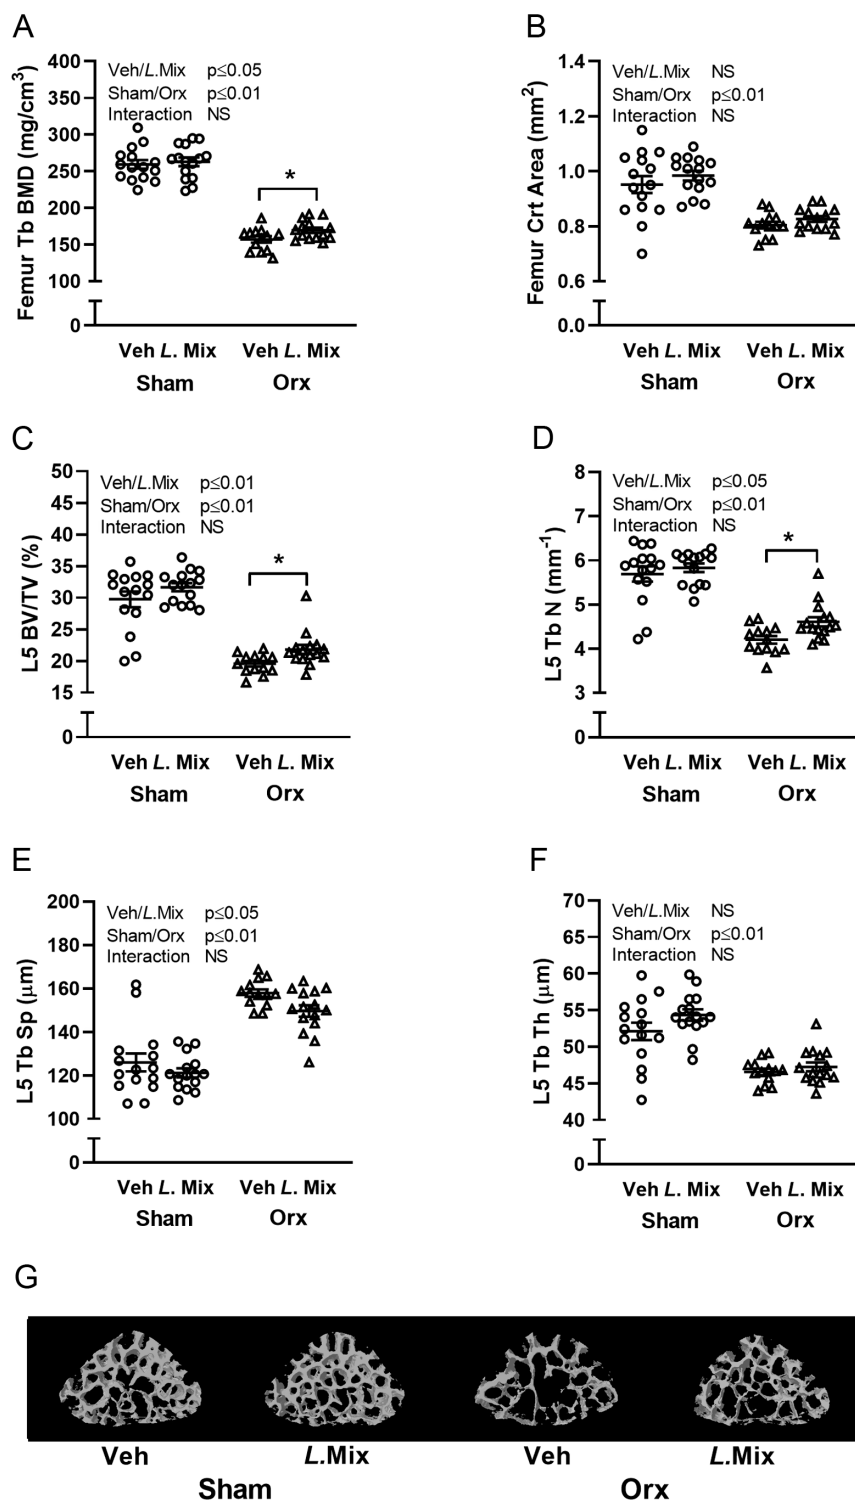 A
Femur Tb BMD (mg/cm³)
400
350
300
250
200
150
100
0
Veh/L.Mix p≤0.05
Sham/Orx p≤0.01
Interaction NS
*
Veh L. Mix Veh L. Mix
Sham Orx
B
Femur Crt Area (mm²)
1.4
1.2
1.0
0.8
0.6
0.0
Veh/L.Mix NS
Sham/Orx p≤0.01
Interaction NS
Veh L. Mix Veh L. Mix
Sham Orx
C
L5 BV/TV (%)
50
45
40
35
30
25
20
15
0
Veh/L.Mix p≤0.01
Sham/Orx p≤0.01
Interaction NS
*
Veh L. Mix Veh L. Mix
Sham Orx
D
L5 Tb N (mm⁻¹)
8
7
6
5
4
3
0
Veh/L.Mix p≤0.05
Sham/Orx p≤0.01
Interaction NS
*
Veh L. Mix Veh L. Mix
Sham Orx
E
L5 Tb Sp (µm)
200
180
160
140
120
100
0
Veh/L.Mix p≤0.05
Sham/Orx p≤0.01
Interaction NS
Veh L. Mix Veh L. Mix
Sham Orx
F
L5 Tb Th (µm)
70
65
60
55
50
45
40
0
Veh/L.Mix NS
Sham/Orx p≤0.01
Interaction NS
Veh L. Mix Veh L. Mix
Sham Orx
G
Veh L.Mix Veh L.Mix
Sham Orx